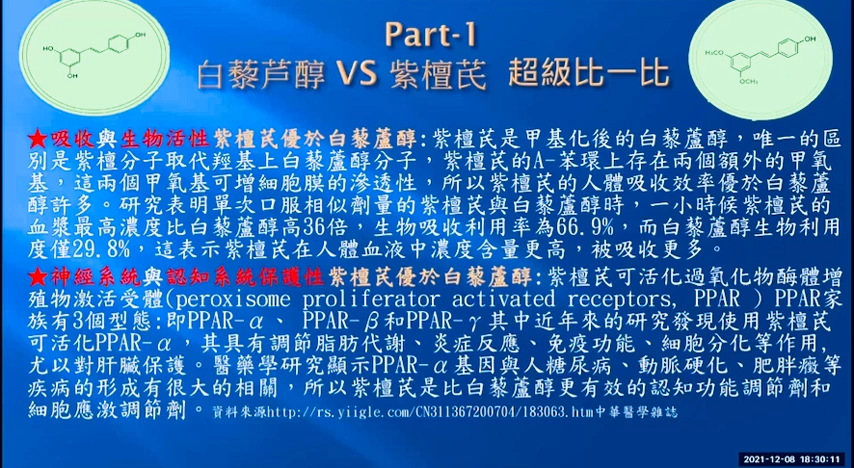 Part-1
白藜芦醇 VS 紫檀芪 超級比一比
HO
OH
OH
H₃CO
OH
OCH₃
★吸收與生物活性紫檀芪優於白藜蘆醇:紫檀芪是甲基化後的白藜蘆醇，唯一的區
別是紫檀分子取代羥基上白藜蘆醇分子，紫檀芪的A-苯環上存在兩個額外的甲氧
基，這兩個甲氧基可增細胞膜的滲透性，所以紫檀芪的人體吸收效率優於白藜蘆
醇許多。研究表明單次口服相似劑量的紫檀芪與白藜蘆醇時，一小時候紫檀芪的
血漿最高濃度比白藜蘆醇高36倍，生物吸收利用率為66.9%，而白藜蘆醇生物利用
度僅29.8%，這表示紫檀芪在人體血液中濃度含量更高，被吸收更多。
★神經系統與認知系統保護性紫檀芪優於白藜蘆醇:紫檀芪可活化過氧化物酶體增
殖物激活受體(peroxisome proliferator activated receptors, PPAR ) PPAR家
族有3個型態:即PPAR-α、 PPAR-β和PPAR-γ其中近年來的研究發現使用紫檀芪
可活化PPAR-α，其具有調節脂肪代謝、炎症反應、免疫功能、細胞分化等作用,
尤以對肝臟保護。醫藥學研究顯示PPAR-α基因與人糖尿病、動脈硬化、肥胖癥等
疾病的形成有很大的相關，所以紫檀芪是比白藜蘆醇更有效的認知功能調節劑和
細胞應激調節劑。資料來源http://rs.yiigle.com/CN311367200704/183063.htm中華醫學雜誌
2021-12-08 18:30:11